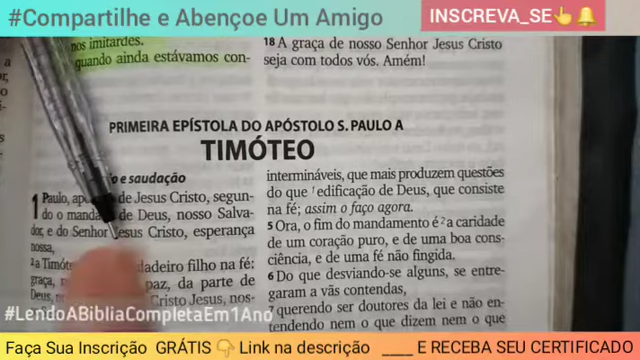 #Compartilhe e Abençoe Um Amigo
INSCREVA_SE👆🔔
nos imitardes.
quando ainda estávamos con-
18 A graça de nosso Senhor Jesus Cristo
seja com todos vós. Amém!
PRIMEIRA EPÍSTOLA DO APÓSTOLO S. PAULO A
TIMÓTEO
e saudação
1 Paulo, de Jesus Cristo, segun-
do o de Deus, nosso Salva-
dor, e do Senhor Jesus Cristo, esperança
nossa,
2 a filho na fé:
graça, paz, da parte de
Deus, Cristo Jesus, nos-
intermináveis, que mais produzem questões
do que 1 edificação de Deus, que consiste
na fé; assim o faço agora.
5 Ora, o fim do mandamento é 2 a caridade
de um coração puro, e de uma boa cons-
ciência, e de uma fé não fingida.
6 Do que desviando-se alguns, se entre-
garam a vãs contendas,
7 querendo ser doutores da lei e não en-
tendendo nem o que dizem nem o que
#LendoABibliaCompletaEm1Ano
Faça Sua Inscrição GRÁTIS 👇 Link na descrição ___ E RECEBA SEU CERTIFICADO